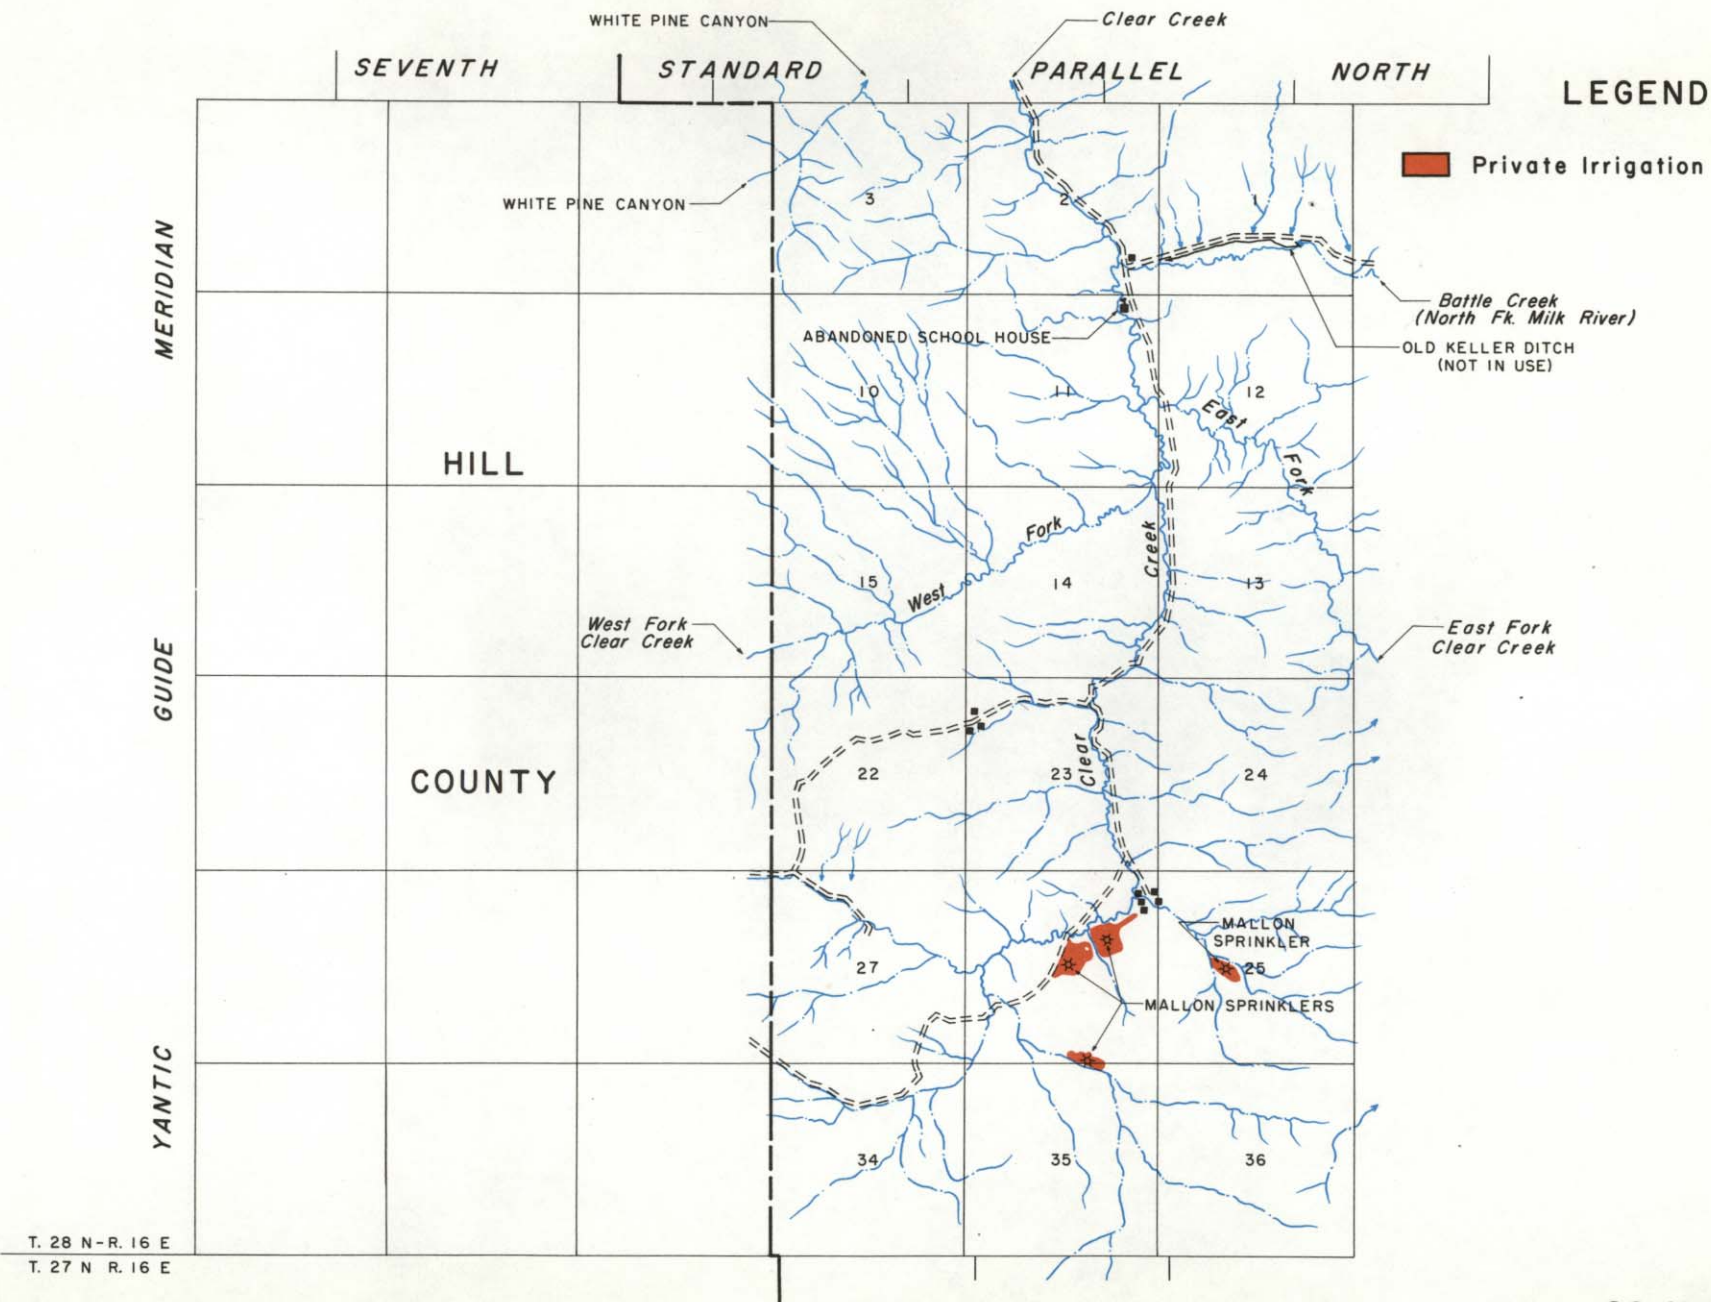 WHITE PINE CANYON
Clear Creek
SEVENTH STANDARD PARALLEL NORTH
LEGEND
Private Irrigation
WHITE PINE CANYON
3
2
1
MERIDIAN
Battle Creek
(North Fk. Milk River)
ABANDONED SCHOOL HOUSE
OLD KELLER DITCH
(NOT IN USE)
10
11
12
East
Fork
HILL
Fork
Creek
15
14
13
West
West Fork
Clear Creek
East Fork
Clear Creek
GUIDE
Clear
COUNTY
22
23
24
MALLON
SPRINKLER
27
25
MALLON SPRINKLERS
YANTIC
34
35
36
T. 28 N-R. 16 E
T. 27 N R. 16 E